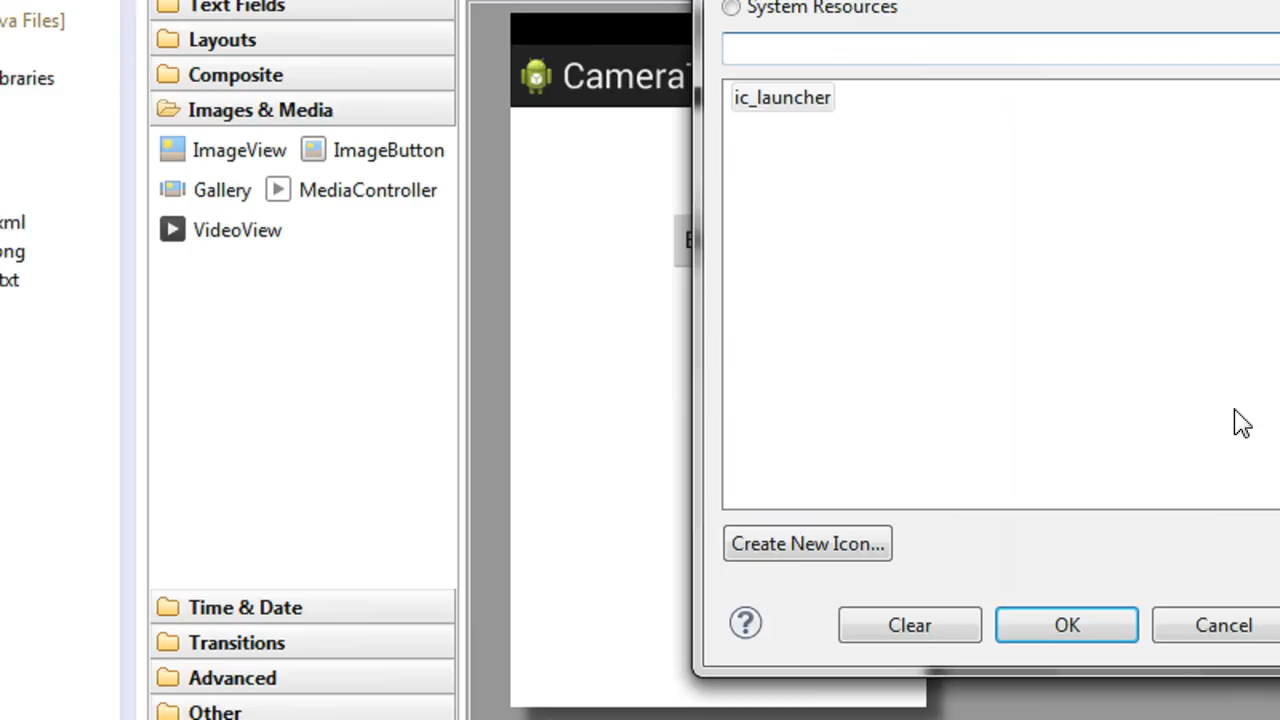 va Files]
braries
xml
ong
txt
Text Fields
Layouts
Composite
Images & Media
ImageView
ImageButton
Gallery
MediaController
VideoView
Time & Date
Transitions
Advanced
Other
Camera
System Resources
ic_launcher
Create New Icon...
?
Clear
OK
Cancel